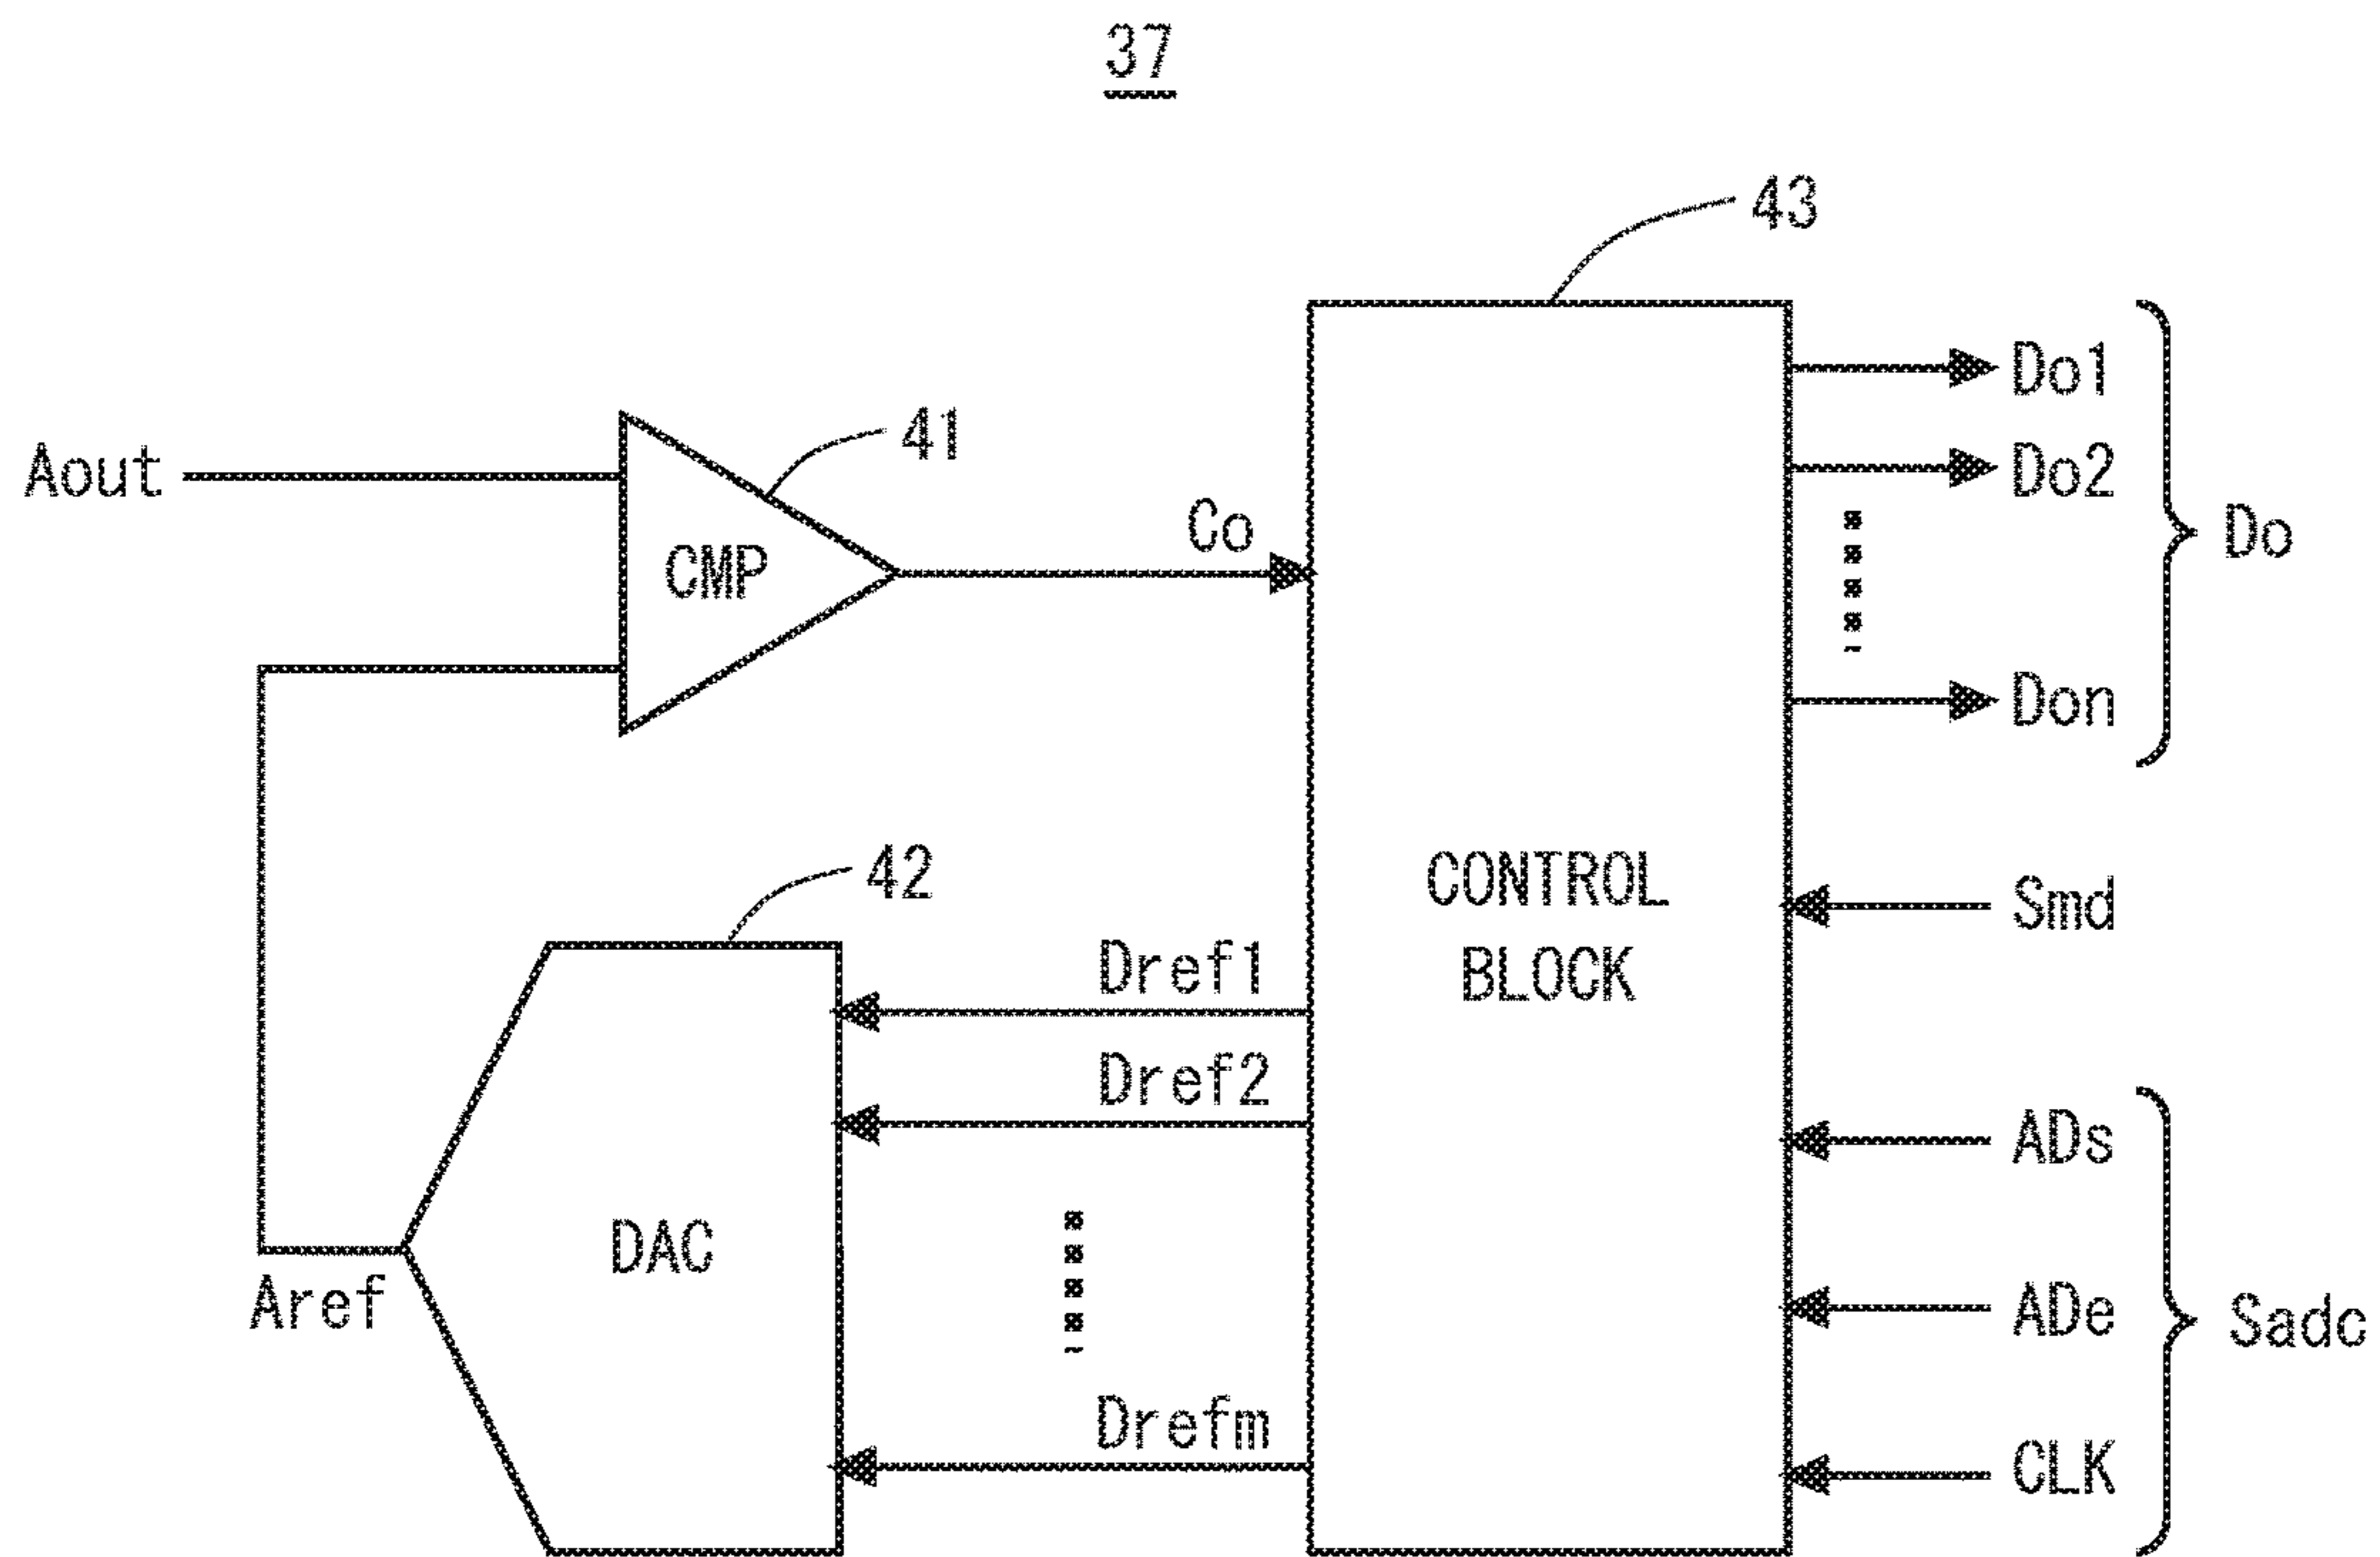 37
43
Do1
41
Aout
Do2
Co
Do
CMP
Don
42
CONTROL
BLOCK
Smd
Dref1
Dref2
ADs
DAC
Aref
ADe
Sadc
Drefm
CLK